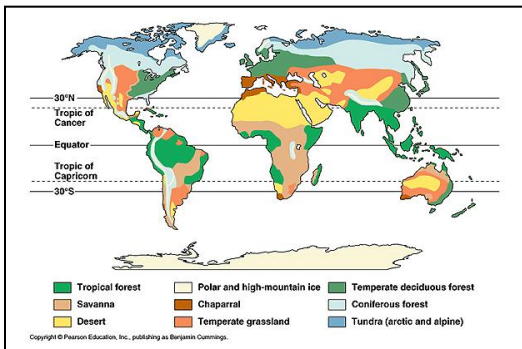 30°N
Tropic of
Cancer
Equator
Tropic of
Capricorn
30°S
Tropical forest
Savanna
Desert
Polar and high-mountain ice
Chaparral
Temperate grassland
Temperate deciduous forest
Coniferous forest
Tundra (arctic and alpine)
Copyright © Pearson Education, Inc., publishing as Benjamin Cummings.